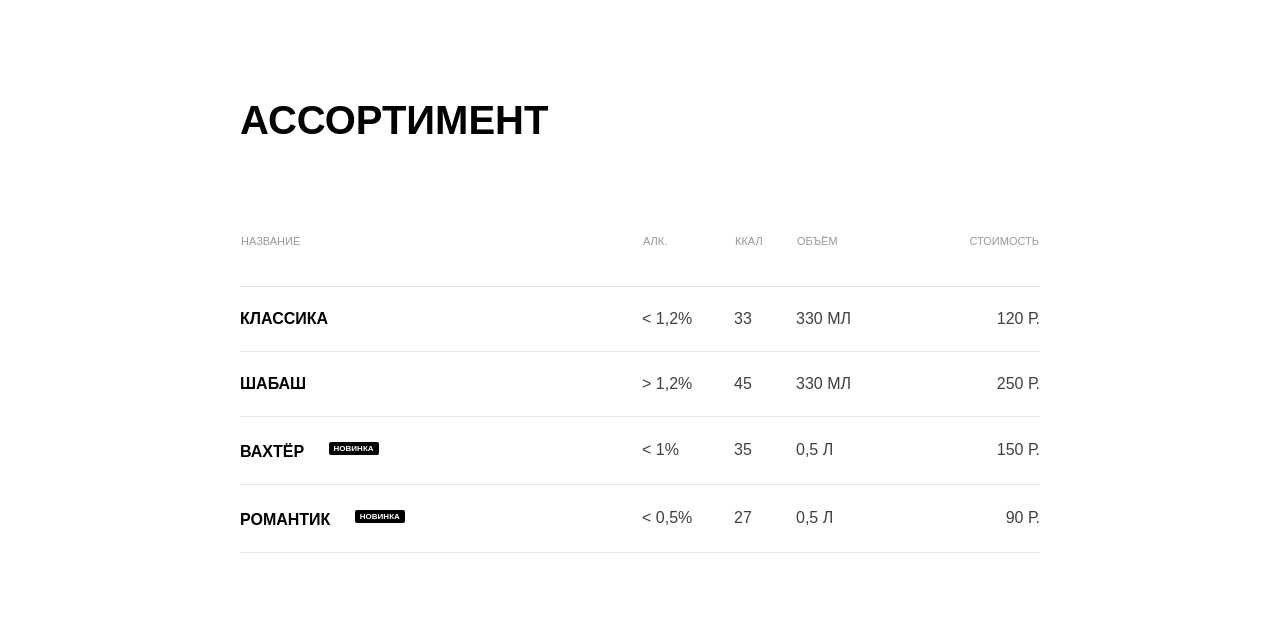 АССОРТИМЕНТ
НАЗВАНИЕ АЛК. ККАЛ ОБЪЁМ СТОИМОСТЬ
КЛАССИКА < 1,2% 33 330 МЛ 120 Р.
ШАБАШ > 1,2% 45 330 МЛ 250 Р.
ВАХТЁР НОВИНКА < 1% 35 0,5 Л 150 Р.
РОМАНТИК НОВИНКА < 0,5% 27 0,5 Л 90 Р.